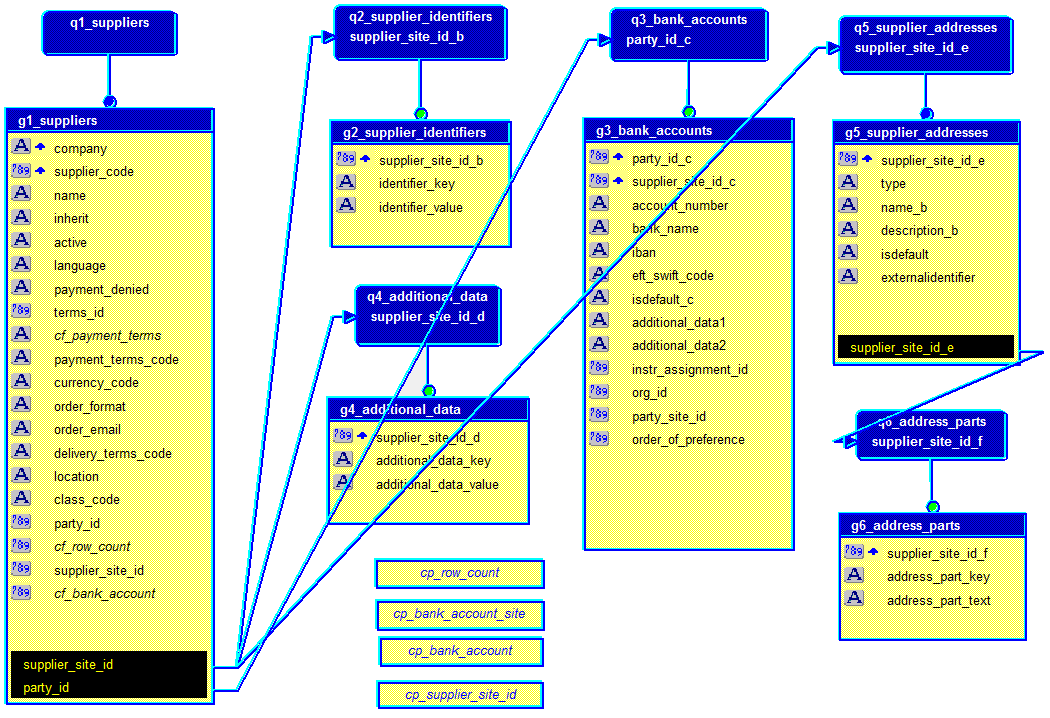 q1_suppliers
g1_suppliers
company
supplier_code
name
inherit
active
language
payment_denied
terms_id
cf_payment_terms
payment_terms_code
currency_code
order_format
order_email
delivery_terms_code
location
class_code
party_id
cf_row_count
supplier_site_id
cf_bank_account
supplier_site_id
party_id
q2_supplier_identifiers
supplier_site_id_b
g2_supplier_identifiers
supplier_site_id_b
identifier_key
identifier_value
q4_additional_data
supplier_site_id_d
g4_additional_data
supplier_site_id_d
additional_data_key
additional_data_value
cp_row_count
cp_bank_account_site
cp_bank_account
cp_supplier_site_id
q3_bank_accounts
party_id_c
g3_bank_accounts
party_id_c
supplier_site_id_c
account_number
bank_name
iban
eft_swift_code
isdefault_c
additional_data1
additional_data2
instr_assignment_id
org_id
party_site_id
order_of_preference
q5_supplier_addresses
supplier_site_id_e
g5_supplier_addresses
supplier_site_id_e
type
name_b
description_b
isdefault
externalidentifier
supplier_site_id_e
q6_address_parts
supplier_site_id_f
g6_address_parts
supplier_site_id_f
address_part_key
address_part_text